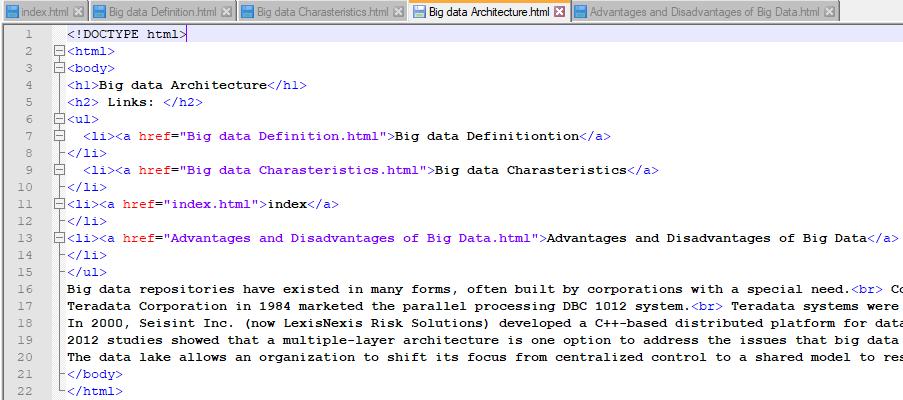 index.html Big data Definition.html Big data Charasteristics.html Big data Architecture.html Advantages and Disadvantages of Big Data.html
1 <!DOCTYPE html>
2 <html>
3 <body>
4 <h1>Big data Architecture</h1>
5 <h2> Links: </h2>
6 <ul>
7 <li><a href="Big data Definition.html">Big data Definitiontion</a>
8 </li>
9 <li><a href="Big data Charasteristics.html">Big data Charasteristics</a>
10 </li>
11 <li><a href="index.html">index</a>
12 </li>
13 <li><a href="Advantages and Disadvantages of Big Data.html">Advantages and Disadvantages of Big Data</a>
14 </li>
15 </ul>
16 Big data repositories have existed in many forms, often built by corporations with a special need.<br> Co
17 Teradata Corporation in 1984 marketed the parallel processing DBC 1012 system.<br> Teradata systems were
18 In 2000, Seisint Inc. (now LexisNexis Risk Solutions) developed a C++-based distributed platform for data
19 2012 studies showed that a multiple-layer architecture is one option to address the issues that big data
20 The data lake allows an organization to shift its focus from centralized control to a shared model to res
21 </body>
22 </html>